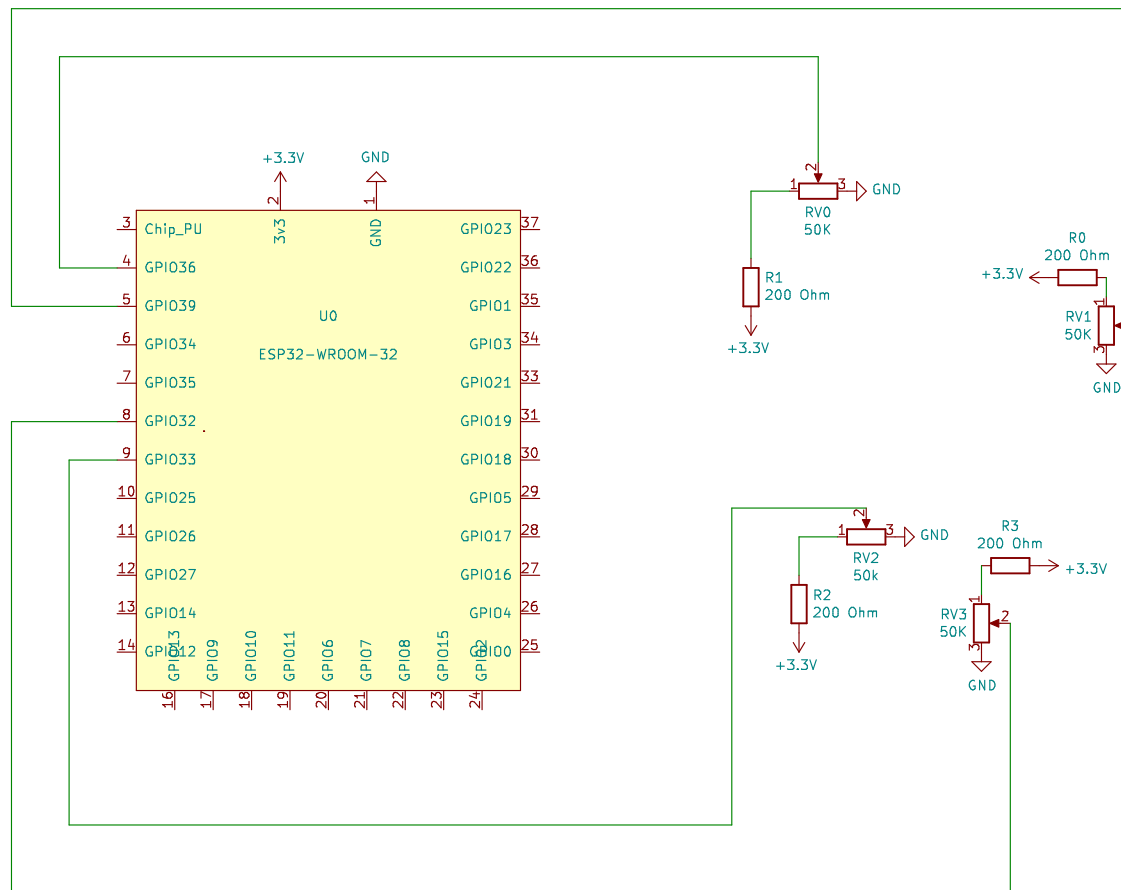 +3.3V
GND
2
1
3v3
GND
3 Chip_PU
4 GPIO36
5 GPIO39
6 GPIO34
7 GPIO35
8 GPIO32
9 GPIO33
10 GPIO25
11 GPIO26
12 GPIO27
13 GPIO14
14 GPIO12
U0
ESP32-WROOM-32
GPIO23 37
GPIO22 36
GPIO1 35
GPIO3 34
GPIO21 33
GPIO19 31
GPIO18 30
GPIO5 29
GPIO17 28
GPIO16 27
GPIO4 26
GPIO0 25
GPIO13 16
GPIO9 17
GPIO10 18
GPIO11 19
GPIO6 20
GPIO7 21
GPIO8 22
GPIO15 23
GPIO2 24
2
1 3 GND
RV0
50K
R1
200 Ohm
+3.3V
R0
200 Ohm
+3.3V
1
RV1
50K
3
GND
2
1 3 GND
RV2
50k
R2
200 Ohm
+3.3V
R3
200 Ohm
+3.3V
1
RV3 2
50K
3
GND